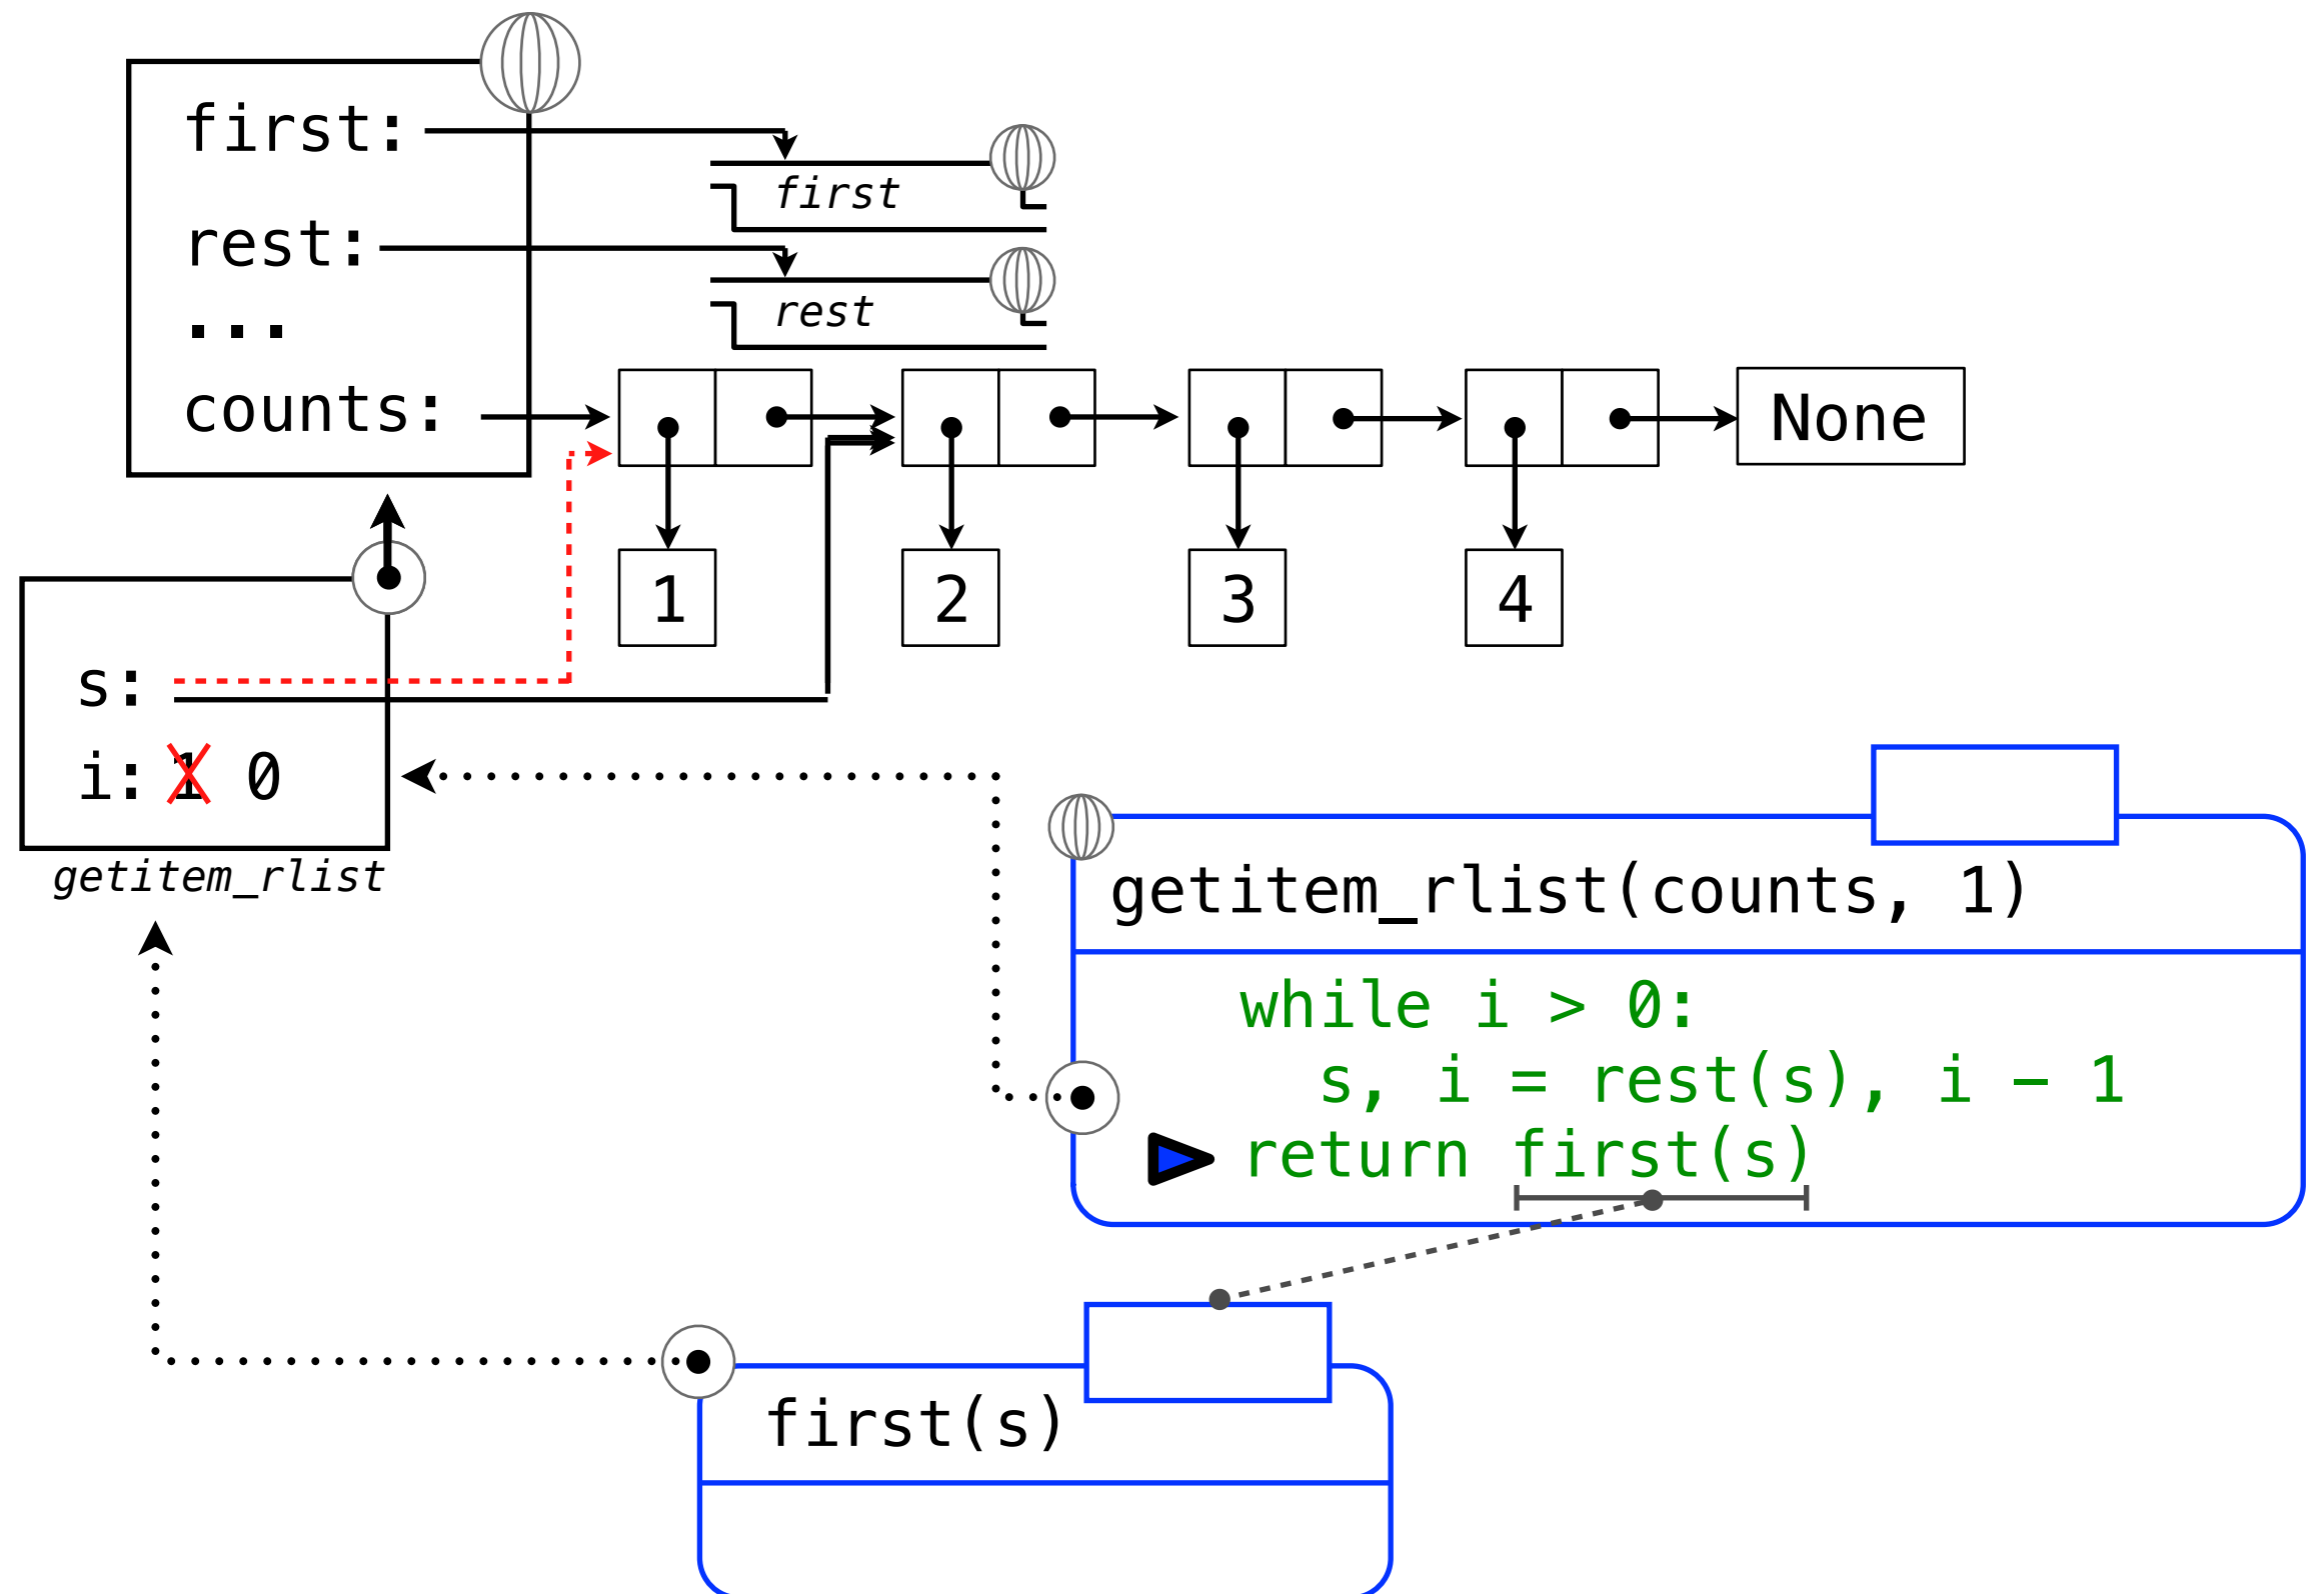 first:
first
rest:
rest
...
counts:
None
1 2 3 4
s:
i: 1 0
getitem_rlist
getitem_rlist(counts, 1)
while i > 0:
s, i = rest(s), i - 1
return first(s)
first(s)